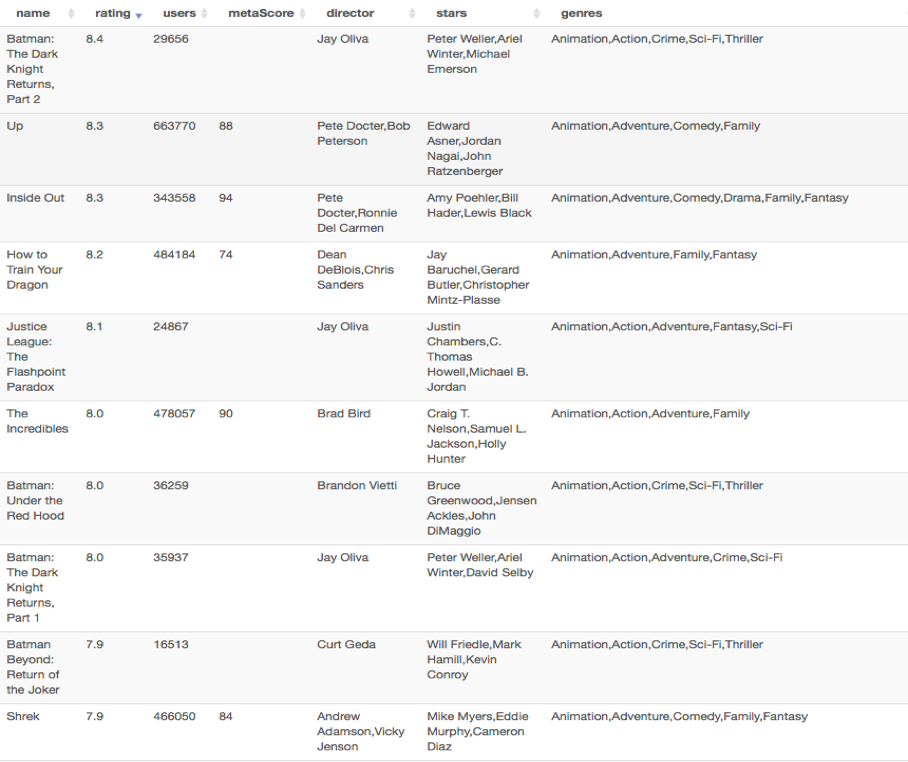 name rating users metaScore director stars genres
Batman: 8.4 29656 Jay Oliva Peter Weller,Ariel Animation,Action,Crime,Sci-Fi,Thriller
The Dark Winter,Michael
Knight Emerson
Returns,
Part 2
Up 8.3 663770 88 Pete Docter,Bob Edward Animation,Adventure,Comedy,Family
Peterson Asner,Jordan
Nagai,John
Ratzenberger
Inside Out 8.3 343558 94 Pete Amy Poehler,Bill Animation,Adventure,Comedy,Drama,Family,Fantasy
Docter,Ronnie Hader,Lewis Black
Del Carmen
How to 8.2 484184 74 Dean Jay Animation,Adventure,Family,Fantasy
Train Your DeBlois,Chris Baruchel,Gerard
Dragon Sanders Butler,Christopher
Mintz-Plasse
Justice 8.1 24867 Jay Oliva Justin Animation,Action,Adventure,Fantasy,Sci-Fi
League: Chambers,C.
The Thomas
Flashpoint Howell,Michael B.
Paradox Jordan
The 8.0 478057 90 Brad Bird Craig T. Animation,Action,Adventure,Family
Incredibles Nelson,Samuel L.
Jackson,Holly
Hunter
Batman: 8.0 36259 Brandon Vietti Bruce Animation,Action,Crime,Sci-Fi,Thriller
Under the Greenwood,Jensen
Red Hood Ackles,John
DiMaggio
Batman: 8.0 35937 Jay Oliva Peter Weller,Ariel Animation,Action,Adventure,Crime,Sci-Fi
The Dark Winter,David Selby
Knight
Returns,
Part 1
Batman 7.9 16513 Curt Geda Will Friedle,Mark Animation,Action,Crime,Sci-Fi,Thriller
Beyond: Hamill,Kevin
Return of Conroy
the Joker
Shrek 7.9 466050 84 Andrew Mike Myers,Eddie Animation,Adventure,Comedy,Family,Fantasy
Adamson,Vicky Murphy,Cameron
Jenson Diaz